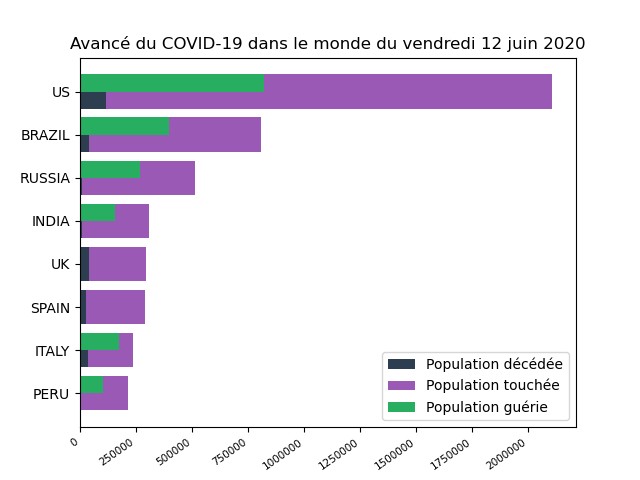 Avancé du COVID-19 dans le monde du vendredi 12 juin 2020
US
BRAZIL
RUSSIA
INDIA
UK
SPAIN
ITALY
PERU
Population décédée
Population touchée
Population guérie
0
250000
500000
750000
1000000
1250000
1500000
1750000
2000000